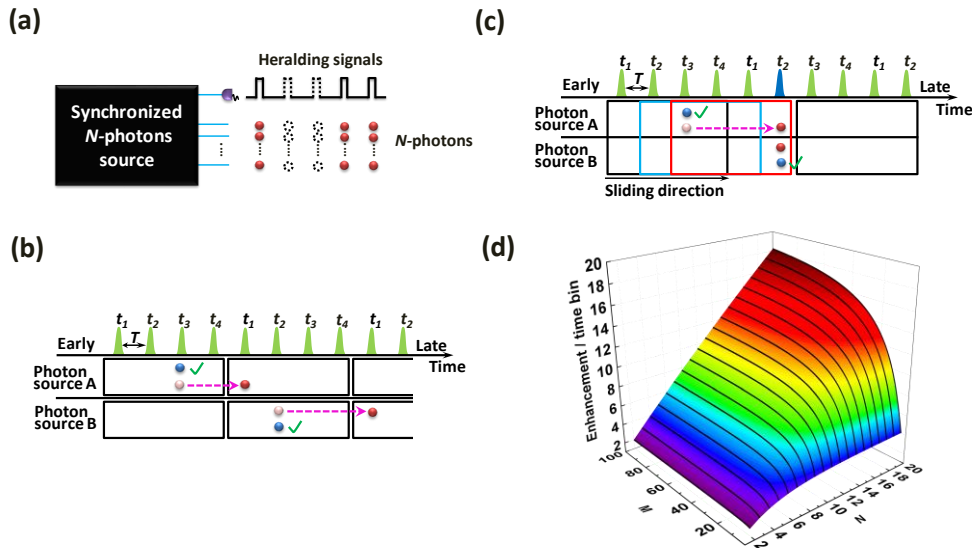 (a)
Heralding signals
Synchronized
N-photons
source
N-photons
(b)
t1 t2 t3 t4 t1 t2 t3 t4 t1 t2
T
Early
Late
Time
Photon
source A
Photon
source B
(c)
t1 t2 t3 t4 t1 t2 t3 t4 t1 t2
T
Early
Late
Time
Photon
source A
Photon
source B
Sliding direction
(d)
Enhancement / time bin
20
18
16
14
12
10
8
6
4
2
100
80
60
40
20
M
2
4
6
8
10
12
14
16
18
20
N